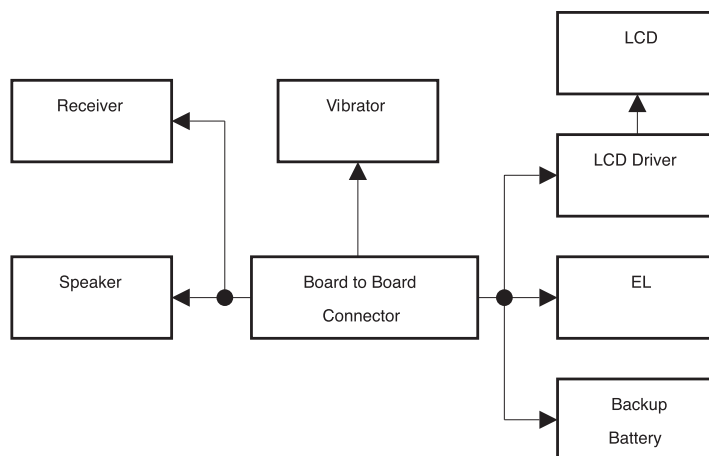 LCD
Receiver
Vibrator
LCD Driver
Speaker
Board to Board
Connector
EL
Backup
Battery